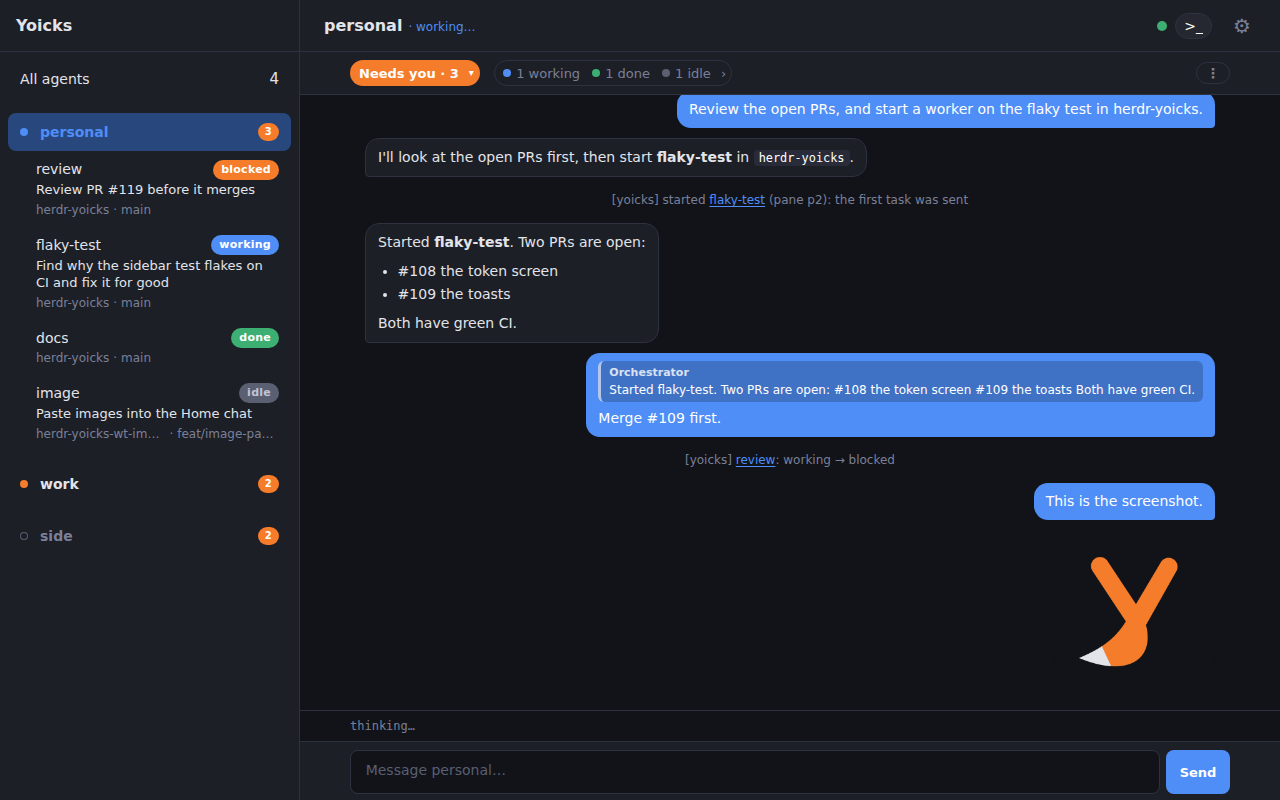 Yoicks
All agents 4
personal 3
review blocked
Review PR #119 before it merges
herdr-yoicks · main
flaky-test working
Find why the sidebar test flakes on
CI and fix it for good
herdr-yoicks · main
docs done
herdr-yoicks · main
image idle
Paste images into the Home chat
herdr-yoicks-wt-im… · feat/image-pa…
work 2
side 2
personal · working…
>_
Needs you · 3 ▾
1 working 1 done 1 idle ›
Review the open PRs, and start a worker on the flaky test in herdr-yoicks.
I'll look at the open PRs first, then start flaky-test in herdr-yoicks.
[yoicks] started flaky-test (pane p2): the first task was sent
Started flaky-test. Two PRs are open:
• #108 the token screen
• #109 the toasts
Both have green CI.
Orchestrator
Started flaky-test. Two PRs are open: #108 the token screen #109 the toasts Both have green CI.
Merge #109 first.
[yoicks] review: working → blocked
This is the screenshot.
thinking…
Message personal…
Send